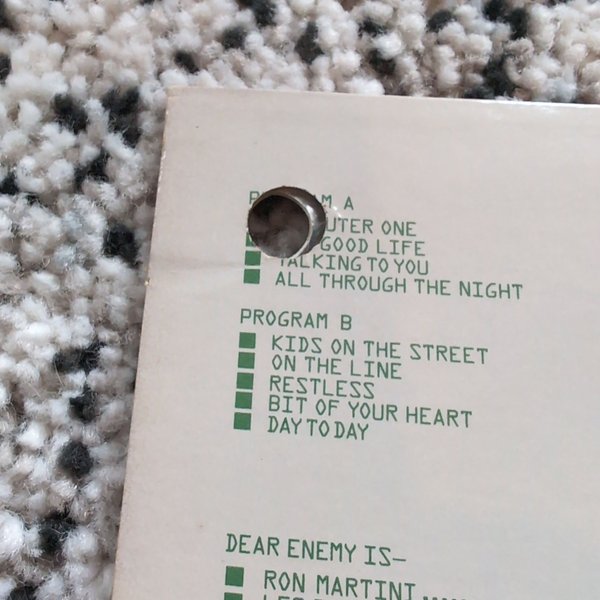 M A
UTER ONE
GOOD LIFE
TALKING TO YOU
ALL THROUGH THE NIGHT
PROGRAM B
KIDS ON THE STREET
ON THE LINE
RESTLESS
BIT OF YOUR HEART
DAY TO DAY
DEAR ENEMY IS—
RON MARTINI